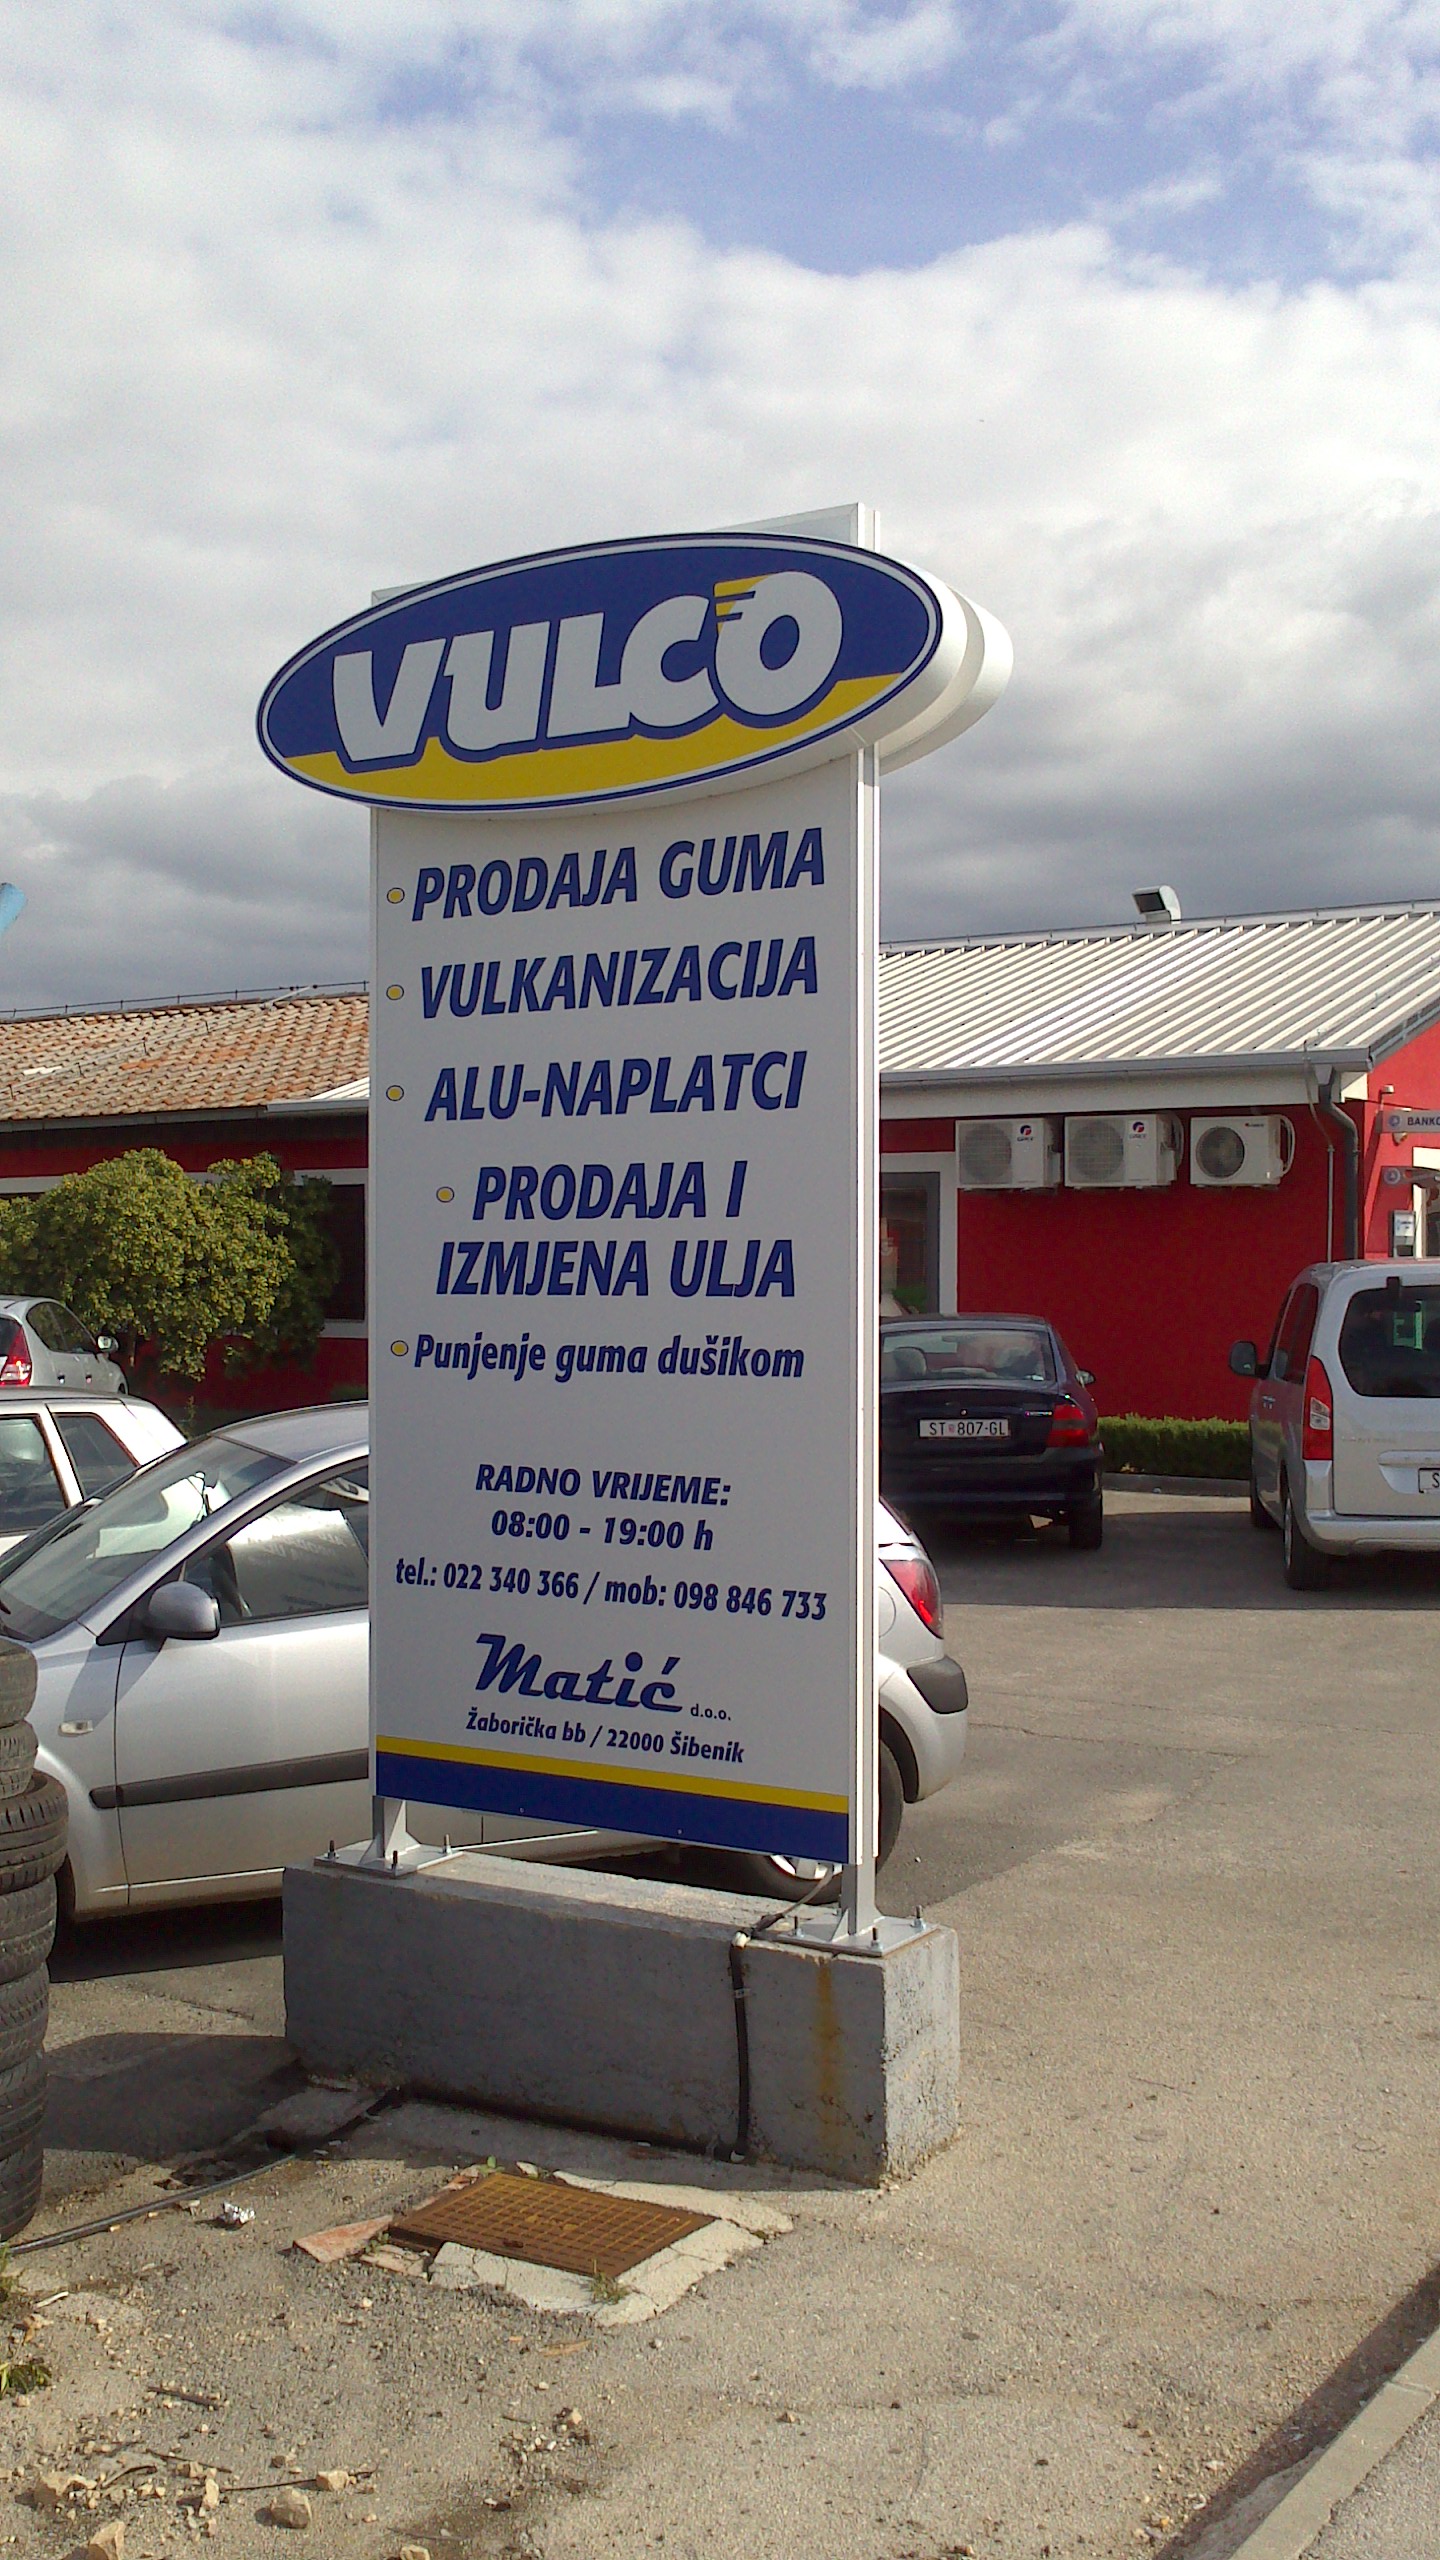 VULCO
PRODAJA GUMA
VULKANIZACIJA
ALU-NAPLATCI
PRODAJA I
IZMJENA ULJA
Punjenje guma dušikom
RADNO VRIJEME:
08:00 - 19:00 h
tel.: 022 340 366 / mob: 098 846 733
Matić d.o.o.
Žaborička bb / 22000 Šibenik
ST 807-GL